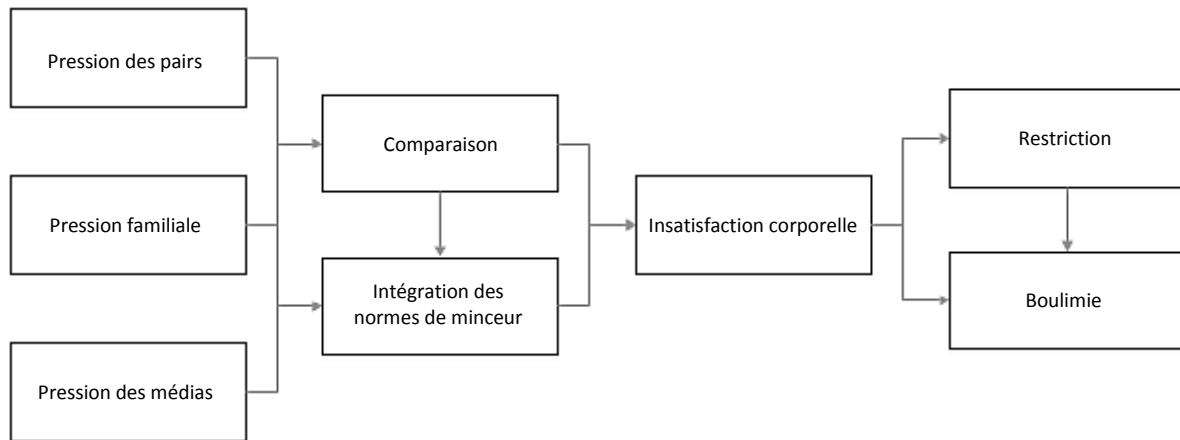 Pression des pairs
Pression familiale
Pression des médias
Comparaison
Intégration des
normes de minceur
Insatisfaction corporelle
Restriction
Boulimie